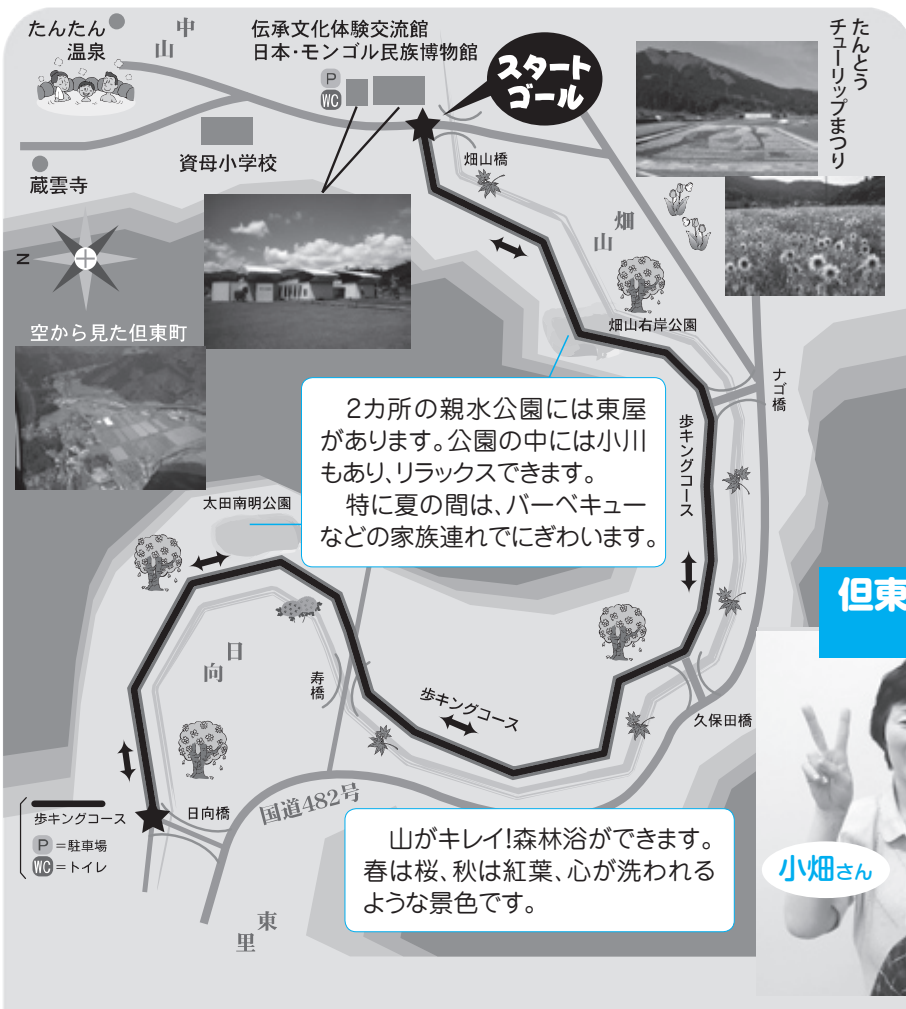 たんたん
温泉
中山
伝承文化体験交流館
日本・モンゴル民族博物館
P
WC
スタート
ゴール
たんとう
チューリップまつり
資母小学校
蔵雲寺
畑山橋
畑山
N
空から見た但東町
畑山右岸公園
ナゴ橋
2カ所の親水公園には東屋
があります。公園の中には小川
もあり、リラックスできます。
特に夏の間は、バーベキュー
などの家族連れでにぎわいます。
歩キングコース
太田南明公園
但東
日向
寿橋
歩キングコース
久保田橋
国道482号
日向橋
歩キングコース
P=駐車場
WC=トイレ
山がキレイ!森林浴ができます。
春は桜、秋は紅葉、心が洗われる
ような景色です。
小畑さん
東里